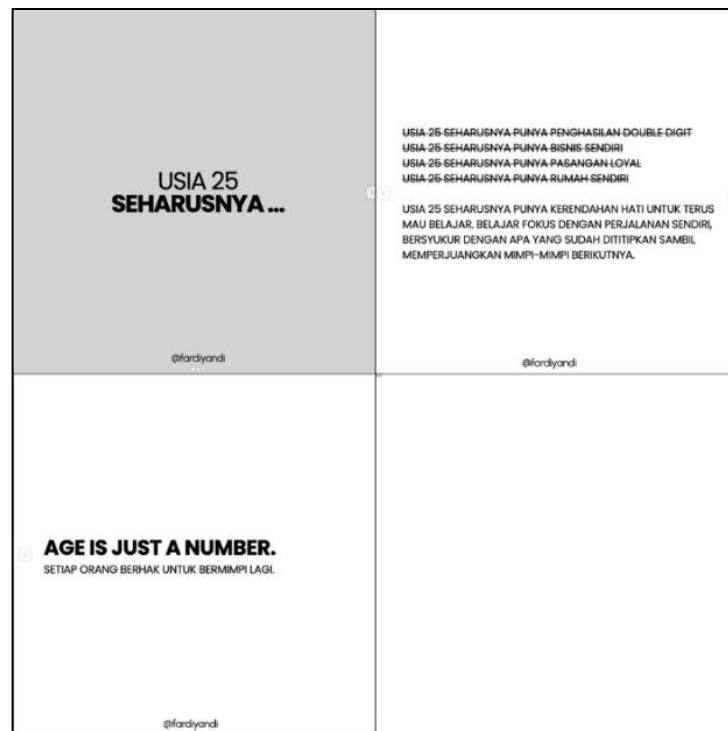 USIA 25
SEHARUSNYA ...
@fardiyandi
USIA 25 SEHARUSNYA PUNYA PENGHASILAN DOUBLE DIGIT
USIA 25 SEHARUSNYA PUNYA BISNIS SENDIRI
USIA 25 SEHARUSNYA PUNYA PASANGAN LOYAL
USIA 25 SEHARUSNYA PUNYA RUMAH SENDIRI
USIA 25 SEHARUSNYA PUNYA KERENDAHAN HATI UNTUK TERUS
MAU BELAJAR. BELAJAR FOKUS DENGAN PERJALANAN SENDIRI,
BERSYUKUR DENGAN APA YANG SUDAH DITITIPKAN SAMBIL
MEMPERJUANGKAN MIMPI-MIMPI BERIKUTNYA.
@fardiyandi
AGE IS JUST A NUMBER.
SETIAP ORANG BERHAK UNTUK BERMIMPI LAGI.
@fardiyandi